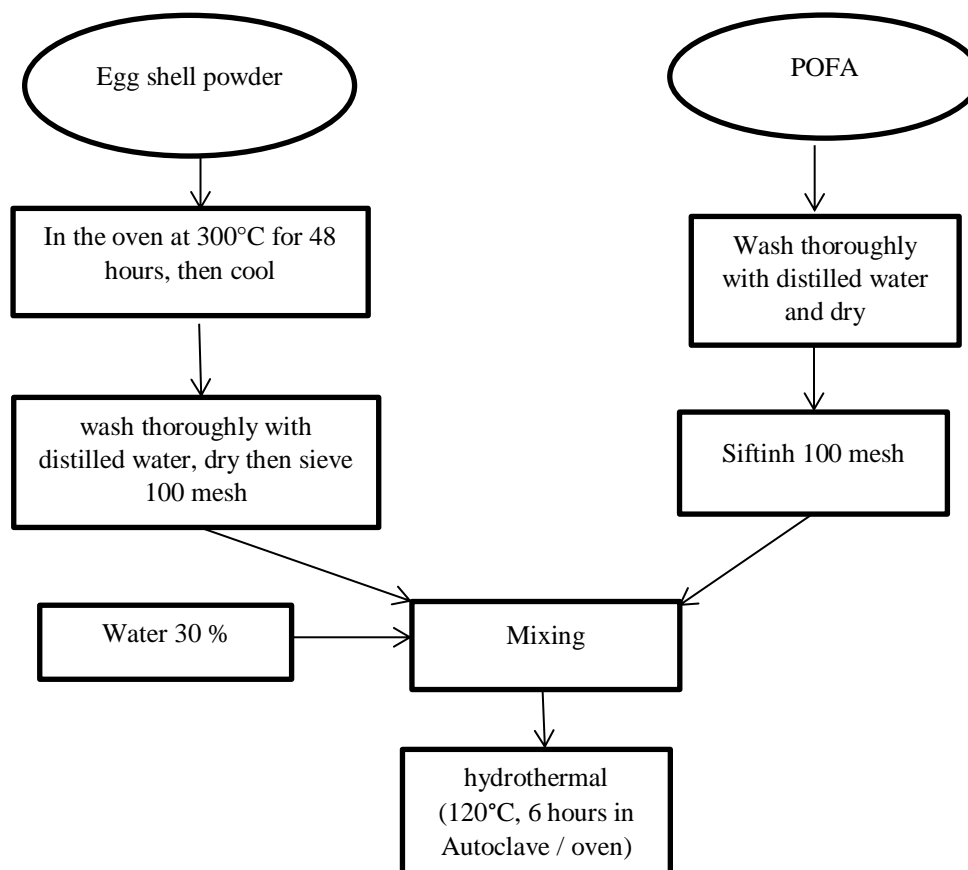 Egg shell powder
POFA
In the oven at 300°C for 48
hours, then cool
Wash thoroughly
with distilled water
and dry
wash thoroughly with
distilled water, dry then sieve
100 mesh
Siftinh 100 mesh
Water 30 %
Mixing
hydrothermal
(120°C, 6 hours in
Autoclave / oven)